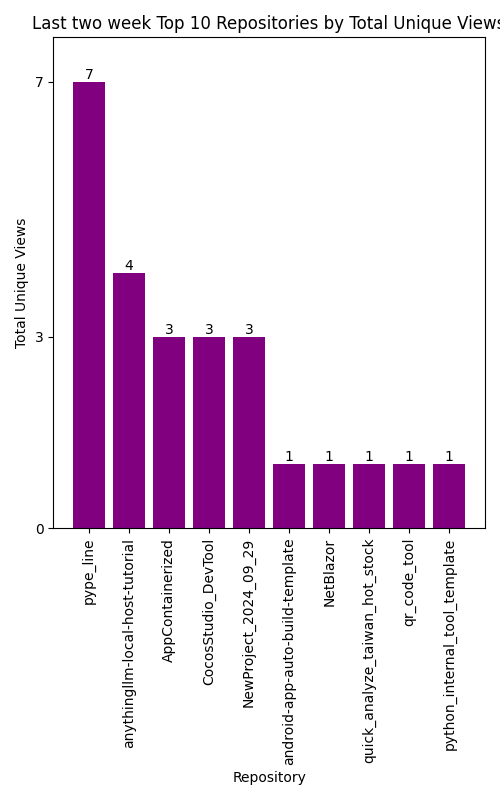 Last two week Top 10 Repositories by Total Unique Views
Total Unique Views
7
3
0
7
4
3
3
3
1
1
1
1
1
pype_line
anythingllm-local-host-tutorial
AppContainerized
CocosStudio_DevTool
NewProject_2024_09_29
android-app-auto-build-template
NetBlazor
quick_analyze_taiwan_hot_stock
qr_code_tool
python_internal_tool_template
Repository